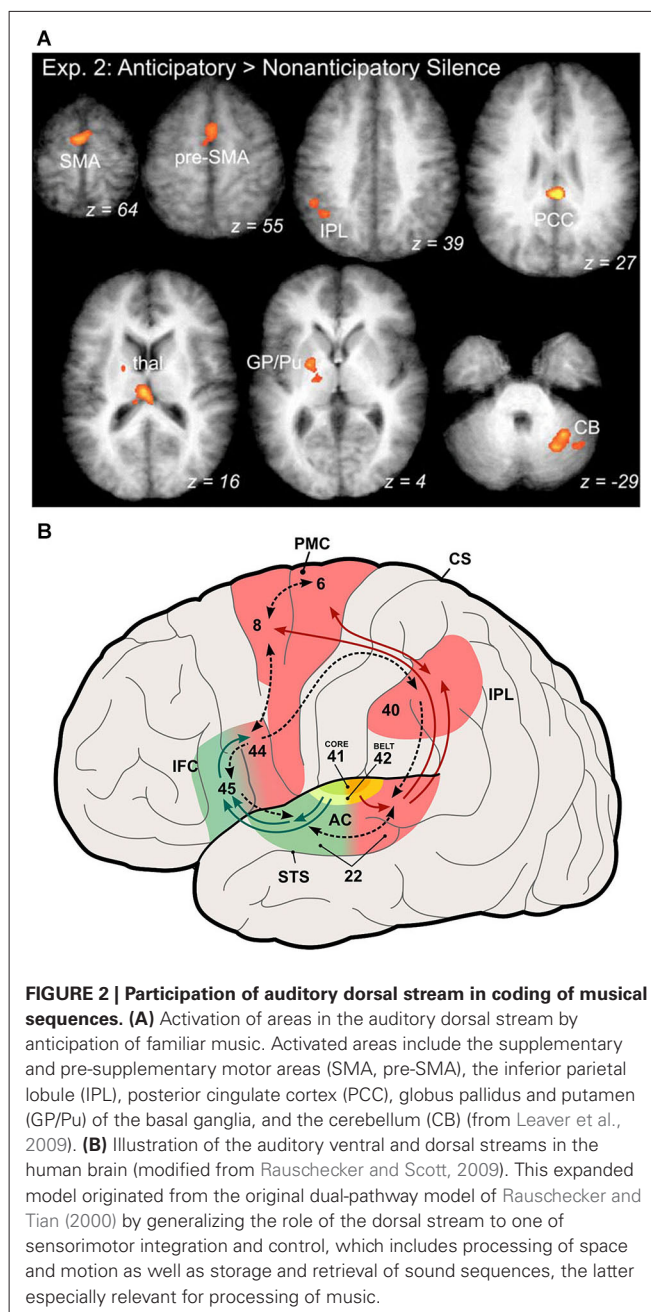 A
Exp. 2: Anticipatory > Nonanticipatory Silence
SMA
z = 64
pre-SMA
z = 55
IPL
z = 39
PCC
z = 27
thal.
z = 16
GP/Pu
z = 4
CB
z = -29
B
PMC
CS
6
8
40
IPL
IFC
44
45
CORE
41
BELT
42
AC
STS
22
FIGURE 2 | Participation of auditory dorsal stream in coding of musical
sequences. (A) Activation of areas in the auditory dorsal stream by
anticipation of familiar music. Activated areas include the supplementary
and pre-supplementary motor areas (SMA, pre-SMA), the inferior parietal
lobule (IPL), posterior cingulate cortex (PCC), globus pallidus and putamen
(GP/Pu) of the basal ganglia, and the cerebellum (CB) (from Leaver et al.,
2009). (B) Illustration of the auditory ventral and dorsal streams in the
human brain (modified from Rauschecker and Scott, 2009). This expanded
model originated from the original dual-pathway model of Rauschecker and
Tian (2000) by generalizing the role of the dorsal stream to one of
sensorimotor integration and control, which includes processing of space
and motion as well as storage and retrieval of sound sequences, the latter
especially relevant for processing of music.